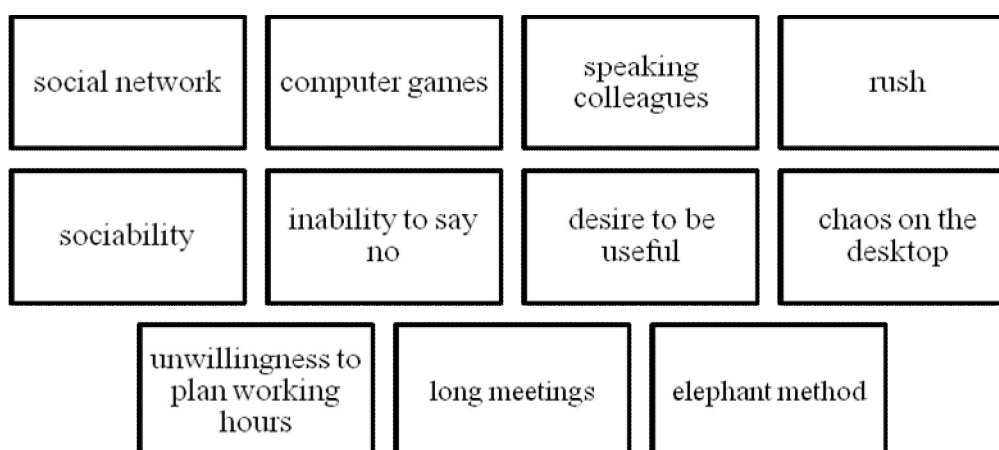 social network
computer games
speaking
colleagues
rush
sociability
inability to say
no
desire to be
useful
chaos on the
desktop
unwillingness to
plan working
hours
long meetings
elephant method